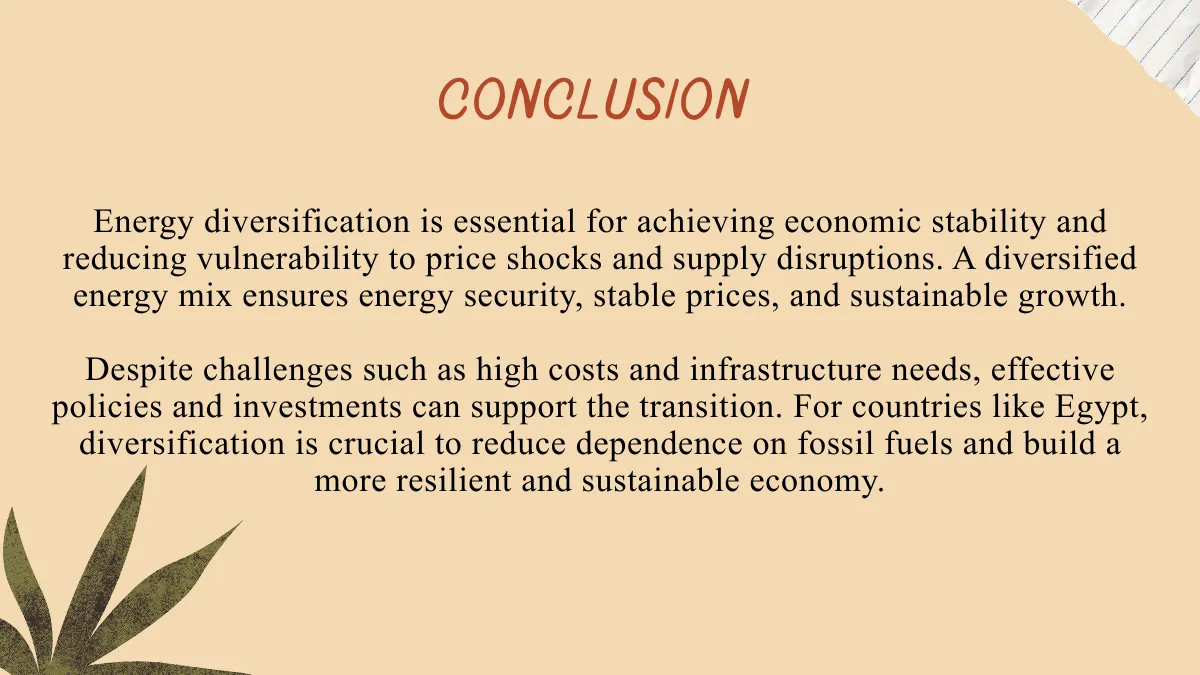 CONCLUSION
Energy diversification is essential for achieving economic stability and
reducing vulnerability to price shocks and supply disruptions. A diversified
energy mix ensures energy security, stable prices, and sustainable growth.
Despite challenges such as high costs and infrastructure needs, effective
policies and investments can support the transition. For countries like Egypt,
diversification is crucial to reduce dependence on fossil fuels and build a
more resilient and sustainable economy.